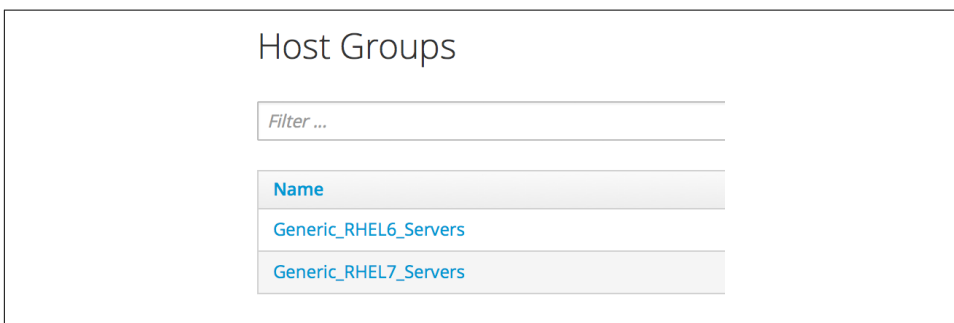 Host Groups
Filter ...
Name
Generic_RHEL6_Servers
Generic_RHEL7_Servers